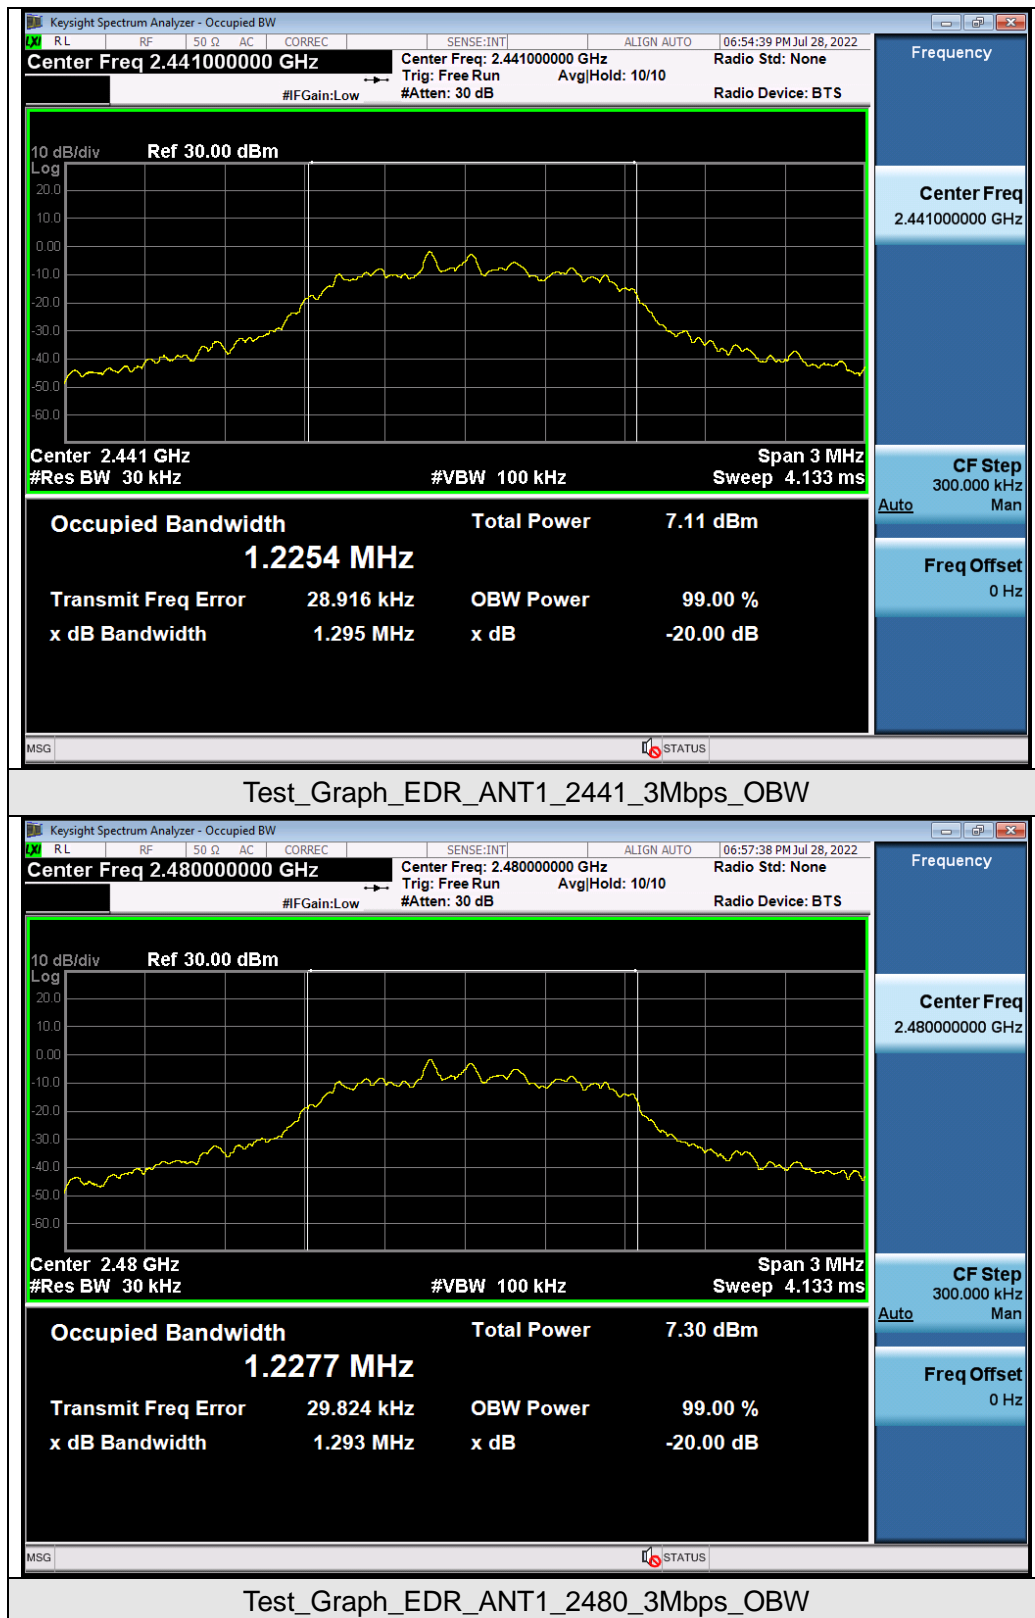 Keysight Spectrum Analyzer - Occupied BW
LXI RL RF 50 Ω AC CORREC SENSE:INT ALIGN AUTO 06:54:39 PM Jul 28, 2022
Center Freq 2.441000000 GHz Center Freq: 2.441000000 GHz Radio Std: None Frequency
Trig: Free Run Avg|Hold: 10/10
#IFGain:Low #Atten: 30 dB Radio Device: BTS
10 dB/div Ref 30.00 dBm
Log
20.0
10.0
0.00
-10.0
-20.0
-30.0
-40.0
-50.0
-60.0
Center Freq
2.441000000 GHz
Center 2.441 GHz Span 3 MHz
#Res BW 30 kHz #VBW 100 kHz Sweep 4.133 ms
CF Step
300.000 kHz
Auto Man
Occupied Bandwidth Total Power 7.11 dBm
1.2254 MHz
Freq Offset
0 Hz
Transmit Freq Error 28.916 kHz OBW Power 99.00 %
x dB Bandwidth 1.295 MHz x dB -20.00 dB
MSG STATUS
Test_Graph_EDR_ANT1_2441_3Mbps_OBW
Keysight Spectrum Analyzer - Occupied BW
LXI RL RF 50 Ω AC CORREC SENSE:INT ALIGN AUTO 06:57:38 PM Jul 28, 2022
Center Freq 2.480000000 GHz Center Freq: 2.480000000 GHz Radio Std: None Frequency
Trig: Free Run Avg|Hold: 10/10
#IFGain:Low #Atten: 30 dB Radio Device: BTS
10 dB/div Ref 30.00 dBm
Log
20.0
10.0
0.00
-10.0
-20.0
-30.0
-40.0
-50.0
-60.0
Center Freq
2.480000000 GHz
Center 2.48 GHz Span 3 MHz
#Res BW 30 kHz #VBW 100 kHz Sweep 4.133 ms
CF Step
300.000 kHz
Auto Man
Occupied Bandwidth Total Power 7.30 dBm
1.2277 MHz
Freq Offset
0 Hz
Transmit Freq Error 29.824 kHz OBW Power 99.00 %
x dB Bandwidth 1.293 MHz x dB -20.00 dB
MSG STATUS
Test_Graph_EDR_ANT1_2480_3Mbps_OBW